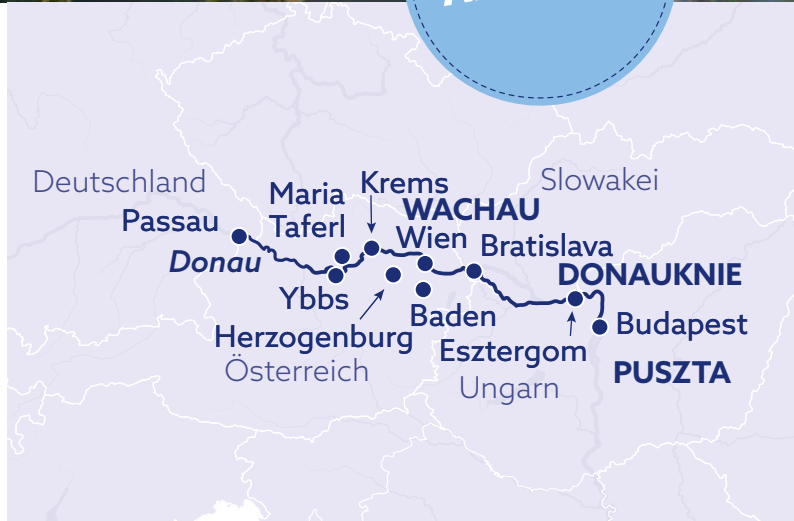 Deutschland
Slowakei
Maria
Taferl
Krems
WACHAU
Passau
Wien
Bratislava
Donau
DONAUKNIE
Ybbs
Baden
Budapest
Herzogenburg
Esztergom
Österreich
Ungarn
PUSZTA